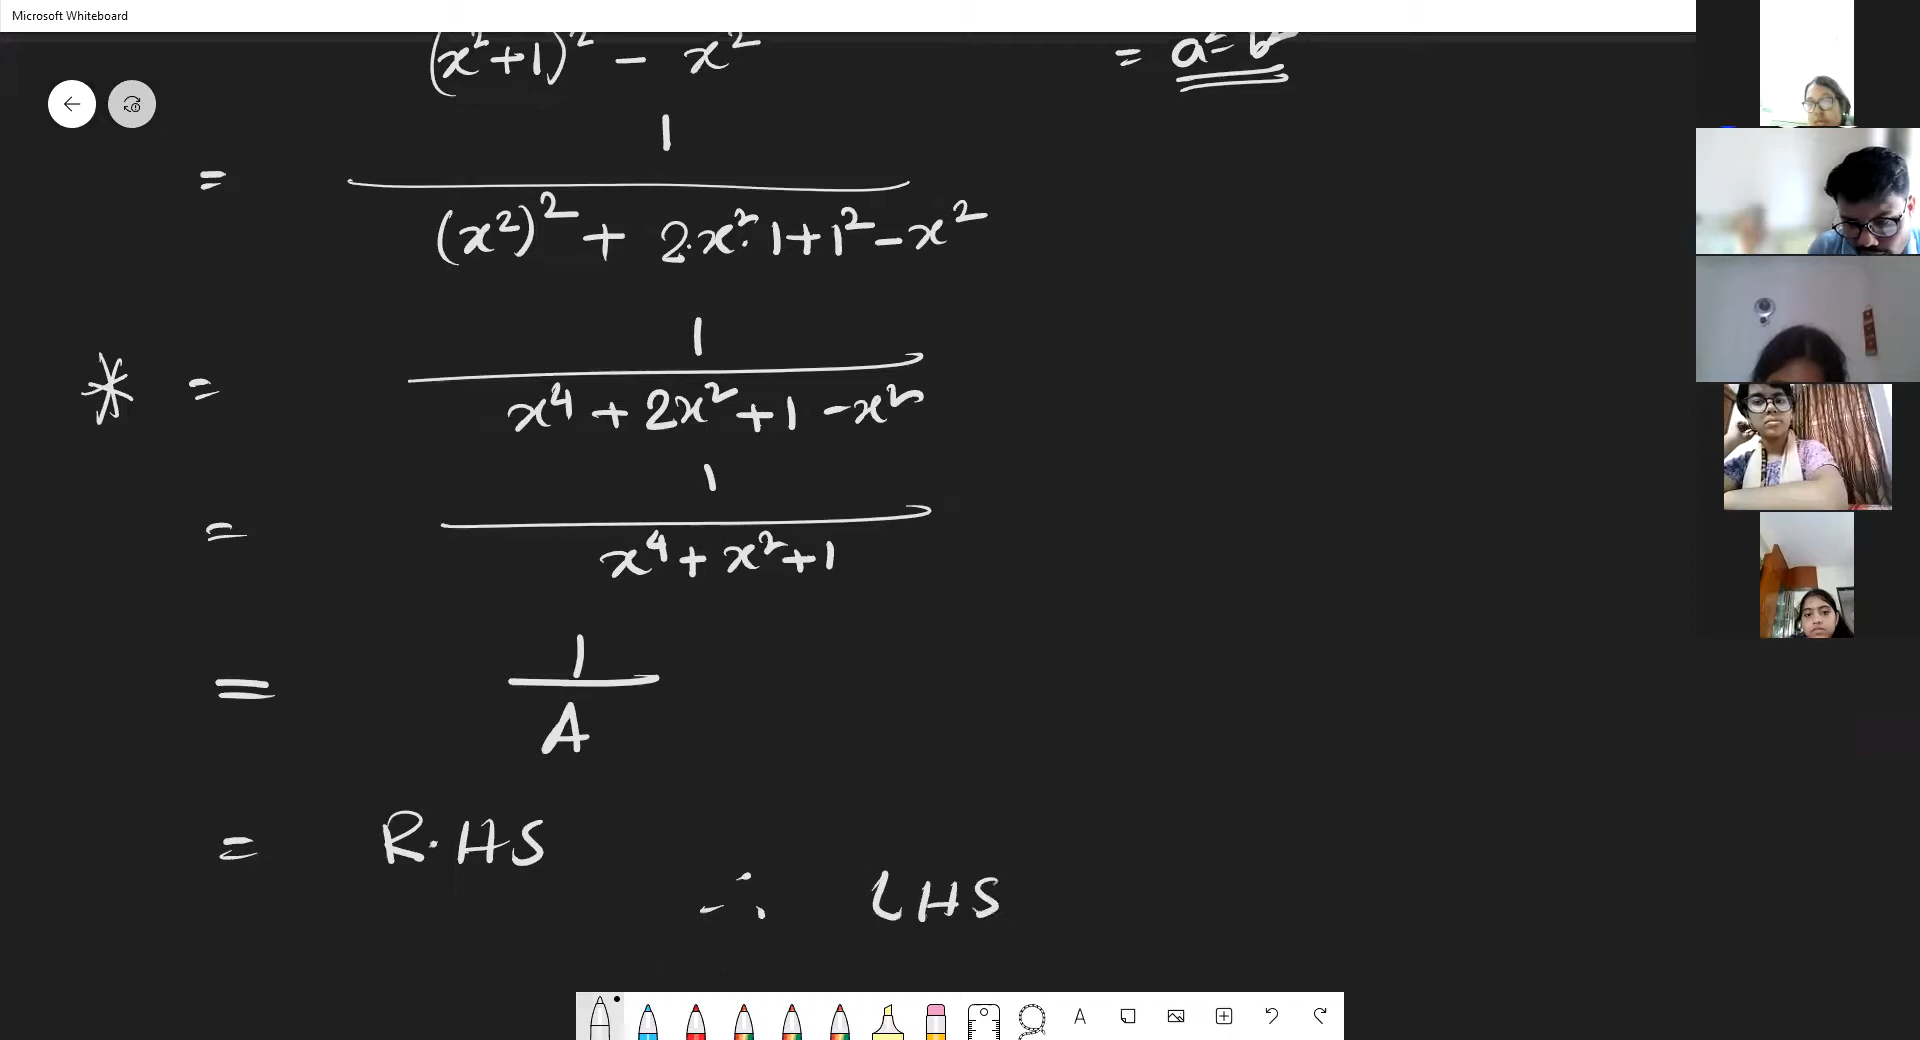 Microsoft Whiteboard
(x²+1)² - x²
= a² - b²
1
=
(x²)² + 2·x²·1+1²-x²
1
* =
x⁴ + 2x² + 1 - x²
1
=
x⁴ + x² + 1
1
=
A
= R.HS
∴ LHS
A